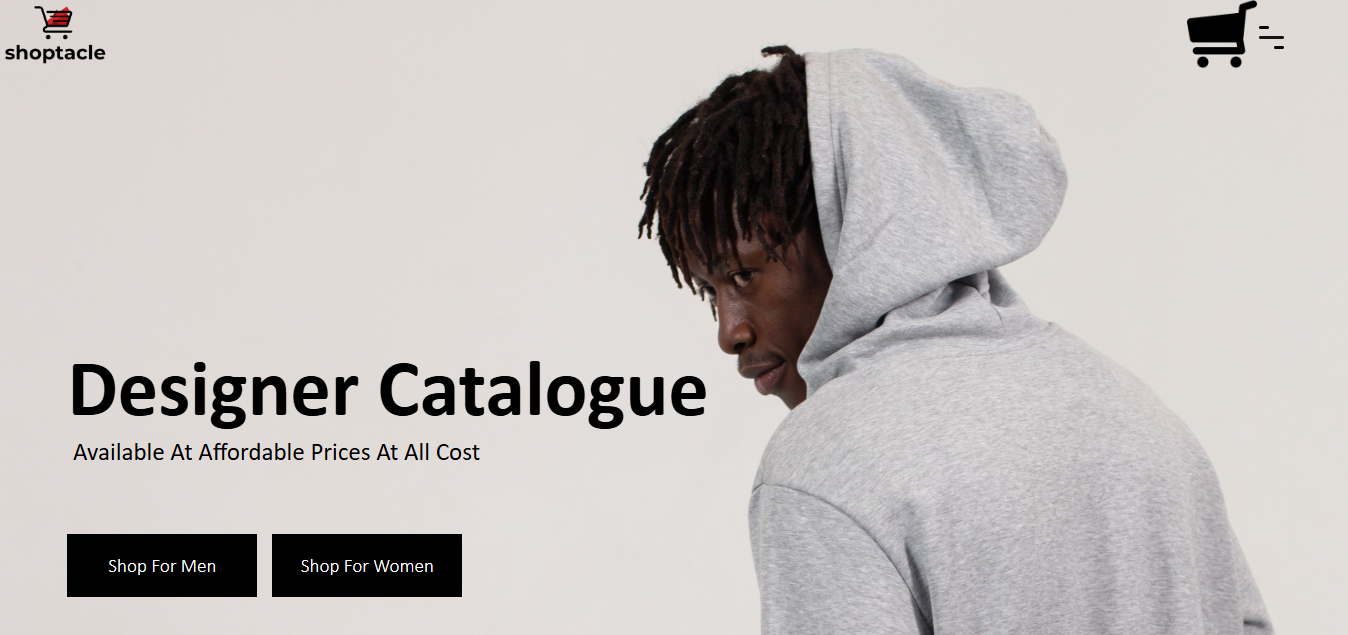 shoptacle
Designer Catalogue
Available At Affordable Prices At All Cost
Shop For Men
Shop For Women